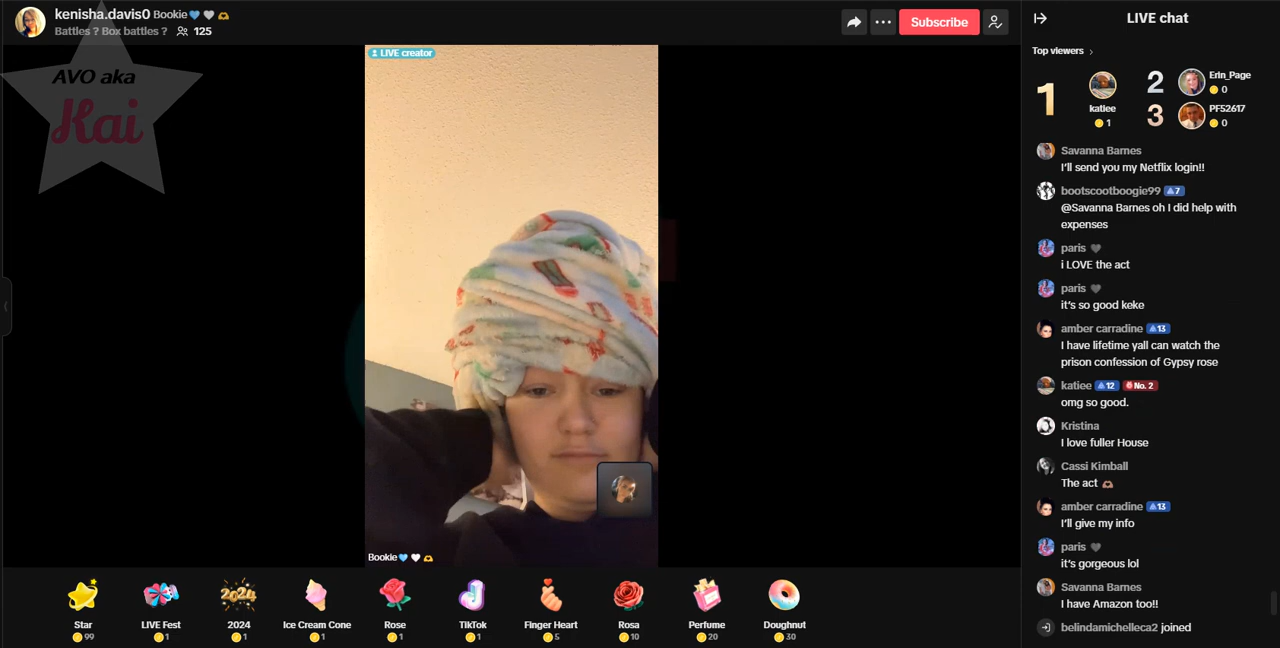 kenisha.davis0 Bookie💙🤍🫶
Battles ? Box battles ? 125
Subscribe
LIVE creator
AVO aka
Kai
Bookie💙🤍🫶
Star
99
LIVE Fest
1
2024
2024
1
Ice Cream Cone
1
Rose
1
TikTok
1
Finger Heart
5
Rosa
10
Perfume
20
Doughnut
30
LIVE chat
Top viewers
1
katiee
1
2
Erin_Page
0
3
PF52617
0
Savanna Barnes
I'll send you my Netflix login!!
bootscootboogie99 7
@Savanna Barnes oh I did help with
expenses
paris 🖤
i LOVE the act
paris 🖤
it's so good keke
amber carradine 13
I have lifetime yall can watch the
prison confession of Gypsy rose
katiee 12 No. 2
omg so good.
Kristina
I love fuller House
Cassi Kimball
The act 🫶🏽
amber carradine 13
I'll give my info
paris 🖤
it's gorgeous lol
Savanna Barnes
I have Amazon too!!
belindamichelleca2 joined